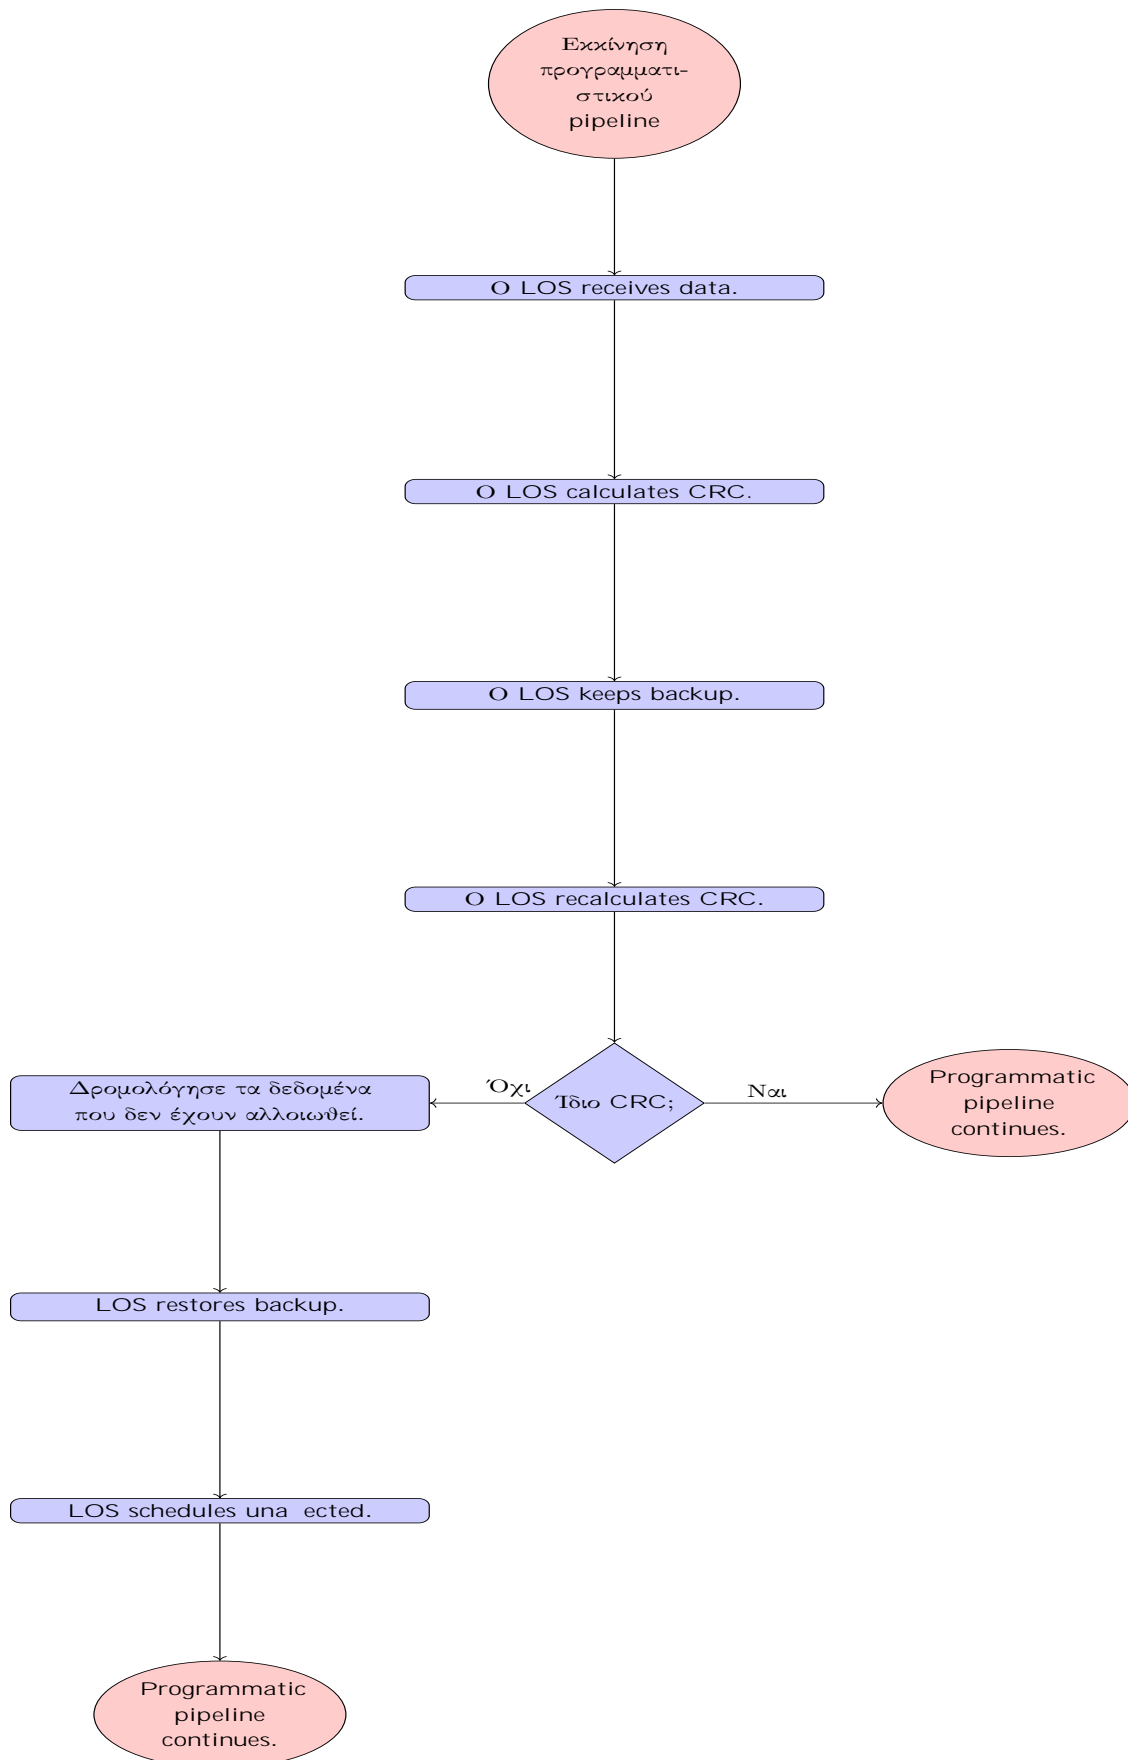 Εκκίνηση
προγραμματι-
στικού
pipeline
Ο LOS receives data.
Ο LOS calculates CRC.
Ο LOS keeps backup.
Ο LOS recalculates CRC.
Δρομολόγησε τα δεδομένα
που δεν έχουν αλλοιωθεί.
Όχι
Ίδιο CRC;
Ναι
Programmatic
pipeline
continues.
LOS restores backup.
LOS schedules una ected.
Programmatic
pipeline
continues.